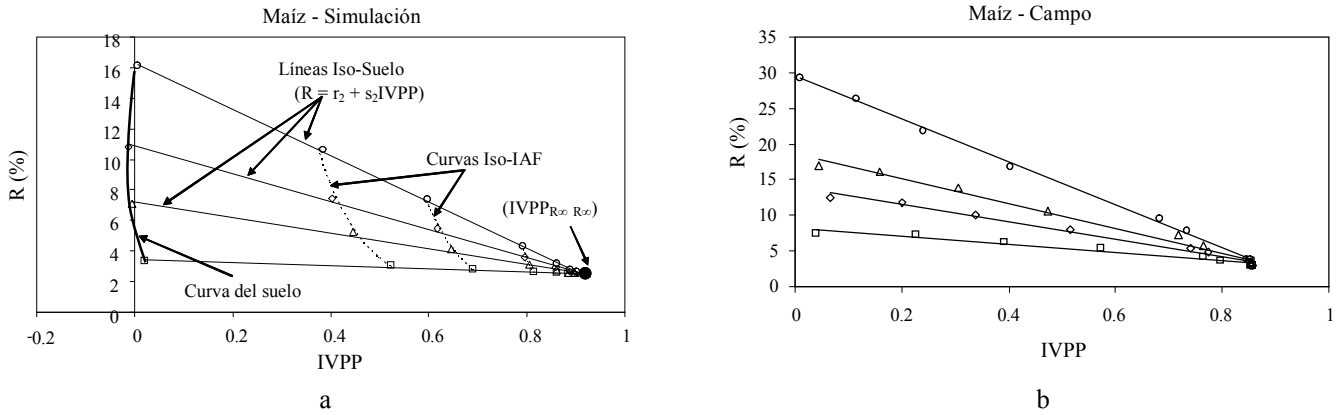 Maíz - Simulación
18
16
14
12
10
8
6
4
2
0
R (%)
Líneas Iso-Suelo
(R = r₂ + s₂IVPP)
Curvas Iso-IAF
(IVPP R∞ R∞)
Curva del suelo
-0.2
0
0.2
0.4
0.6
0.8
1
IVPP
a
Maíz - Campo
35
30
25
20
15
10
5
0
R (%)
0
0.2
0.4
0.6
0.8
1
IVPP
b